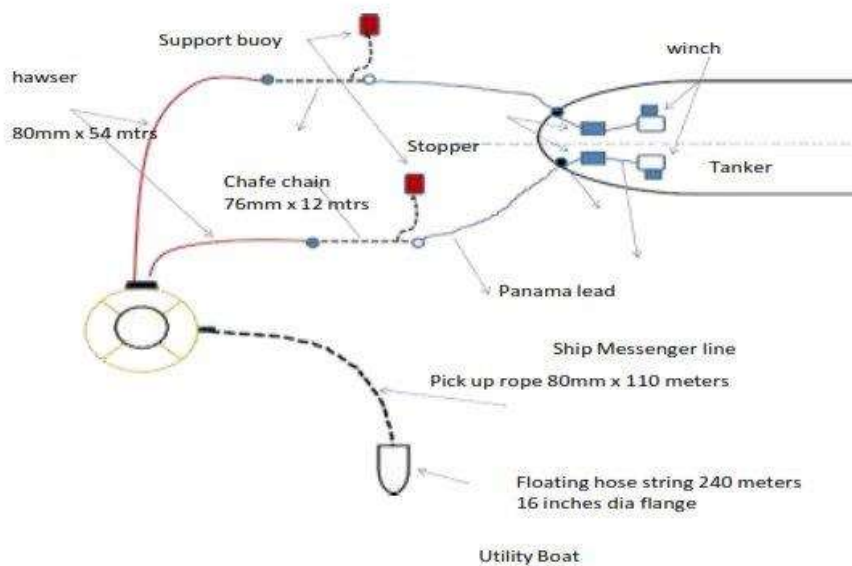 Support buoy
winch
hawser
80mm x 54 mtrs
Stopper
Tanker
Chafe chain
76mm x 12 mtrs
Panama lead
Ship Messenger line
Pick up rope 80mm x 110 meters
Floating hose string 240 meters
16 inches dia flange
Utility Boat